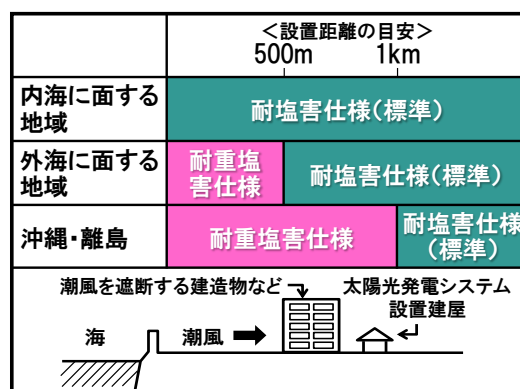 ＜設置距離の目安＞
500m 1km
内海に面する
地域
耐塩害仕様(標準)
外海に面する
地域
耐重塩
害仕様
耐塩害仕様(標準)
沖縄・離島
耐重塩害仕様
耐塩害仕様
(標準)
潮風を遮断する建造物など
太陽光発電システム
設置建屋
海
潮風